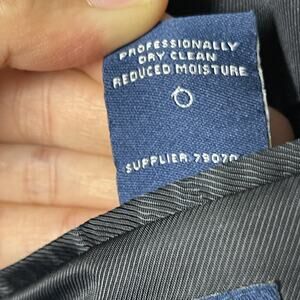 PROFESSIONALLY
DRY CLEAN
REDUCED MOISTURE
SUPPLIER 79070